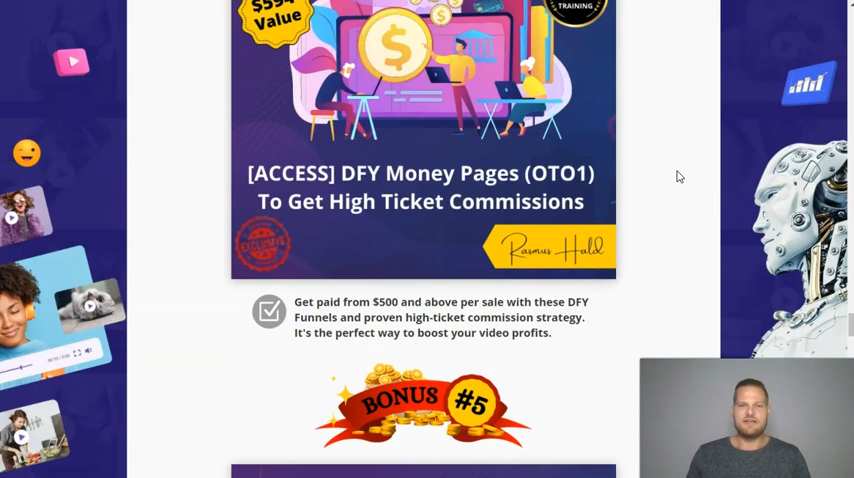 $594
Value
TRAINING
[ACCESS] DFY Money Pages (OTO1)
To Get High Ticket Commissions
EXCLUSIVE
Rasmus Hald
Get paid from $500 and above per sale with these DFY
Funnels and proven high-ticket commission strategy.
It's the perfect way to boost your video profits.
BONUS #5